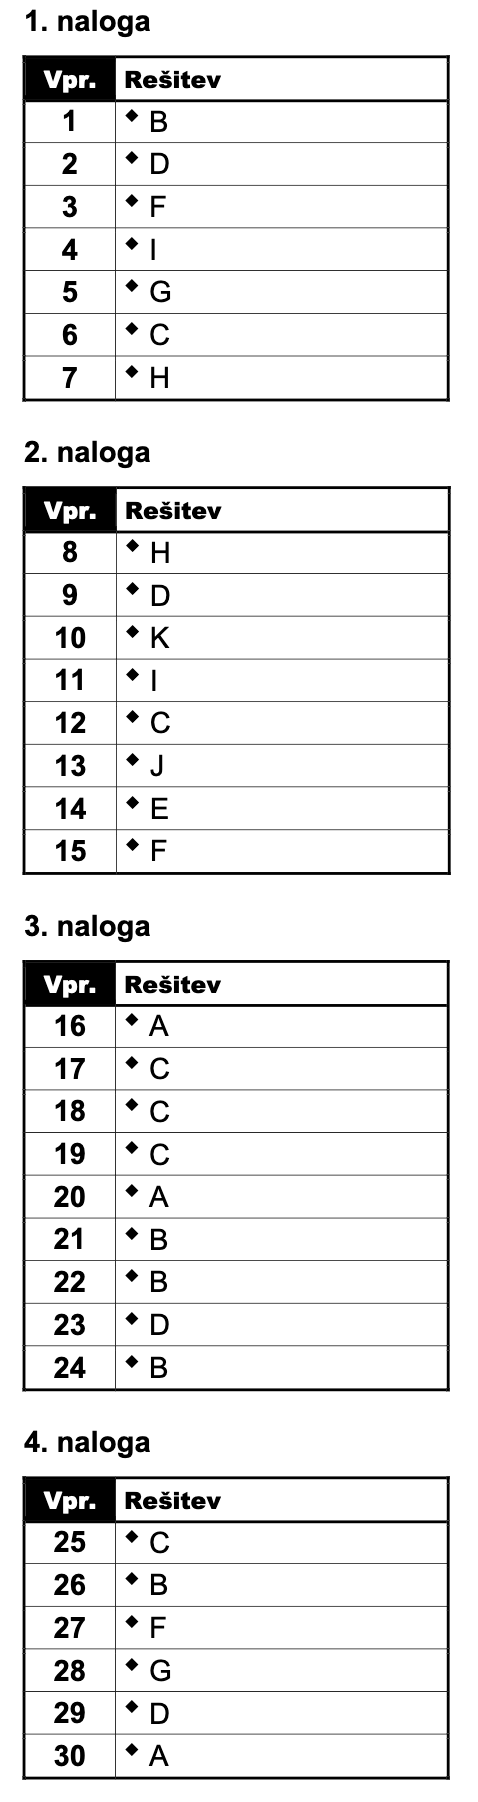 1. naloga
Vpr. Rešitev
1 ◆ B
2 ◆ D
3 ◆ F
4 ◆ I
5 ◆ G
6 ◆ C
7 ◆ H
2. naloga
Vpr. Rešitev
8 ◆ H
9 ◆ D
10 ◆ K
11 ◆ I
12 ◆ C
13 ◆ J
14 ◆ E
15 ◆ F
3. naloga
Vpr. Rešitev
16 ◆ A
17 ◆ C
18 ◆ C
19 ◆ C
20 ◆ A
21 ◆ B
22 ◆ B
23 ◆ D
24 ◆ B
4. naloga
Vpr. Rešitev
25 ◆ C
26 ◆ B
27 ◆ F
28 ◆ G
29 ◆ D
30 ◆ A